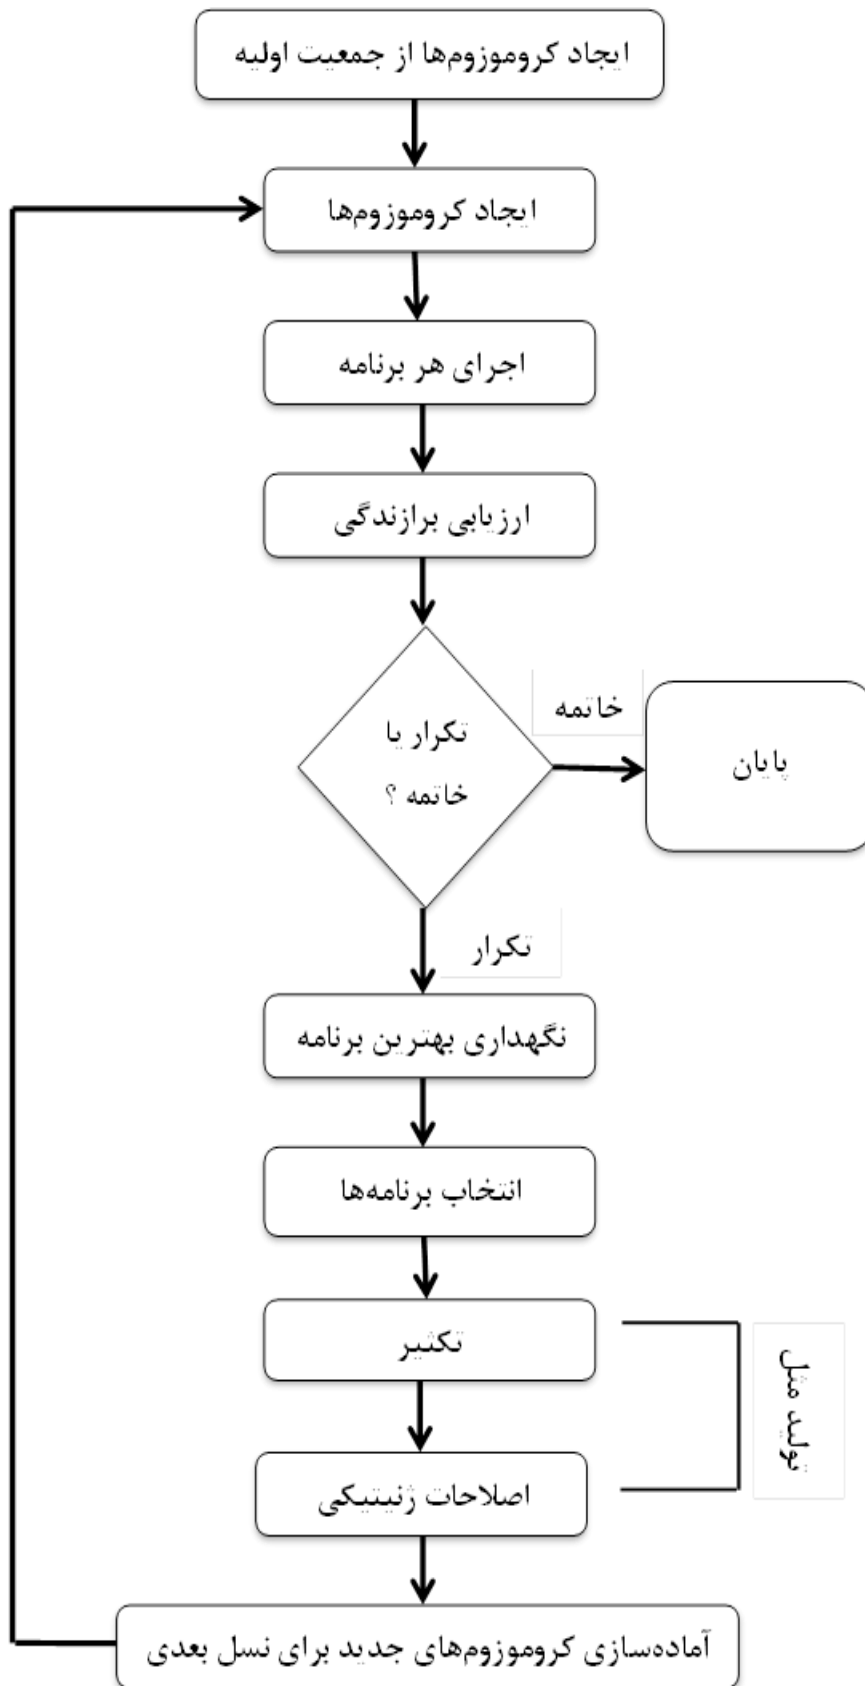 ایجاد کروموزوم‌ها از جمعیت اولیه
ایجاد کروموزوم‌ها
اجرای هر برنامه
ارزیابی برازندگی
تکرار یا
خاتمه ؟
خاتمه
پایان
تکرار
نگهداری بهترین برنامه
انتخاب برنامه‌ها
تکثیر
تولید مثل
اصلاحات ژنیتیکی
آماده‌سازی کروموزوم‌های جدید برای نسل بعدی